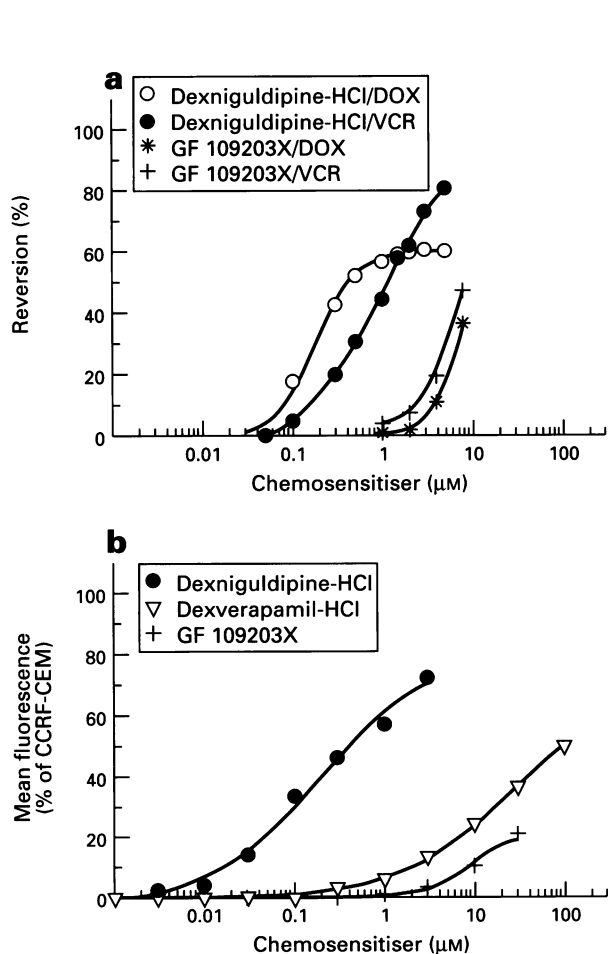 a
Dexniguldipine-HCl/DOX
Dexniguldipine-HCl/VCR
GF 109203X/DOX
GF 109203X/VCR
100
80
60
40
20
0
Reversion (%)
0.01 0.1 1 10 100
Chemosensitiser (μM)
b
Dexniguldipine-HCl
Dexverapamil-HCl
GF 109203X
100
80
60
40
20
0
Mean fluorescence
(% of CCRF-CEM)
0.01 0.1 1 10 100
Chemosensitiser (μM)